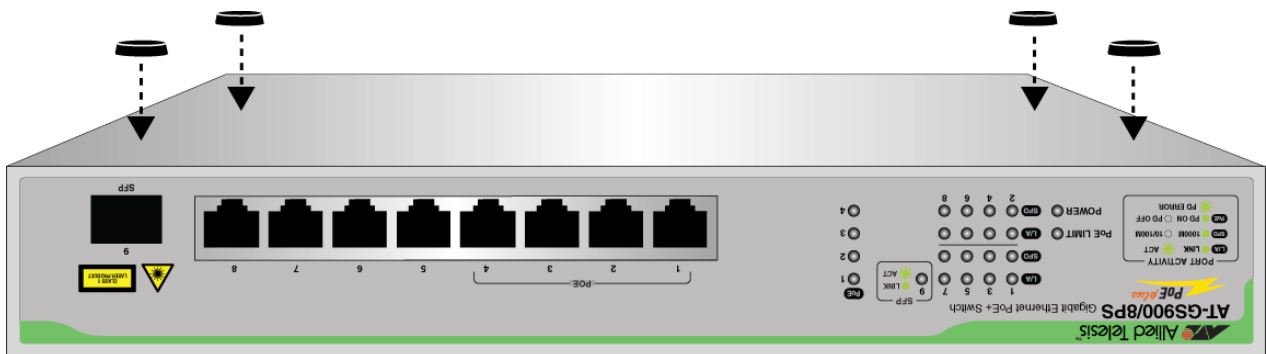 Allied Telesis™
AT-GS900/8PS Gigabit Ethernet PoE+ Switch
PoE plus
PORT ACTIVITY
L/A LINK ACT
SPD 1000M 10/100M
PoE PD ON PD OFF
PD ERROR
PoE LIMIT
POWER
1 3 5 7 9
L/A
SPD
L/A
SPD
2 4 6 8
SFP
LINK
ACT
PoE
1
2
3
4
POE
1 2 3 4 5 6 7 8
CLASS 1
LASER PRODUCT
9
SFP